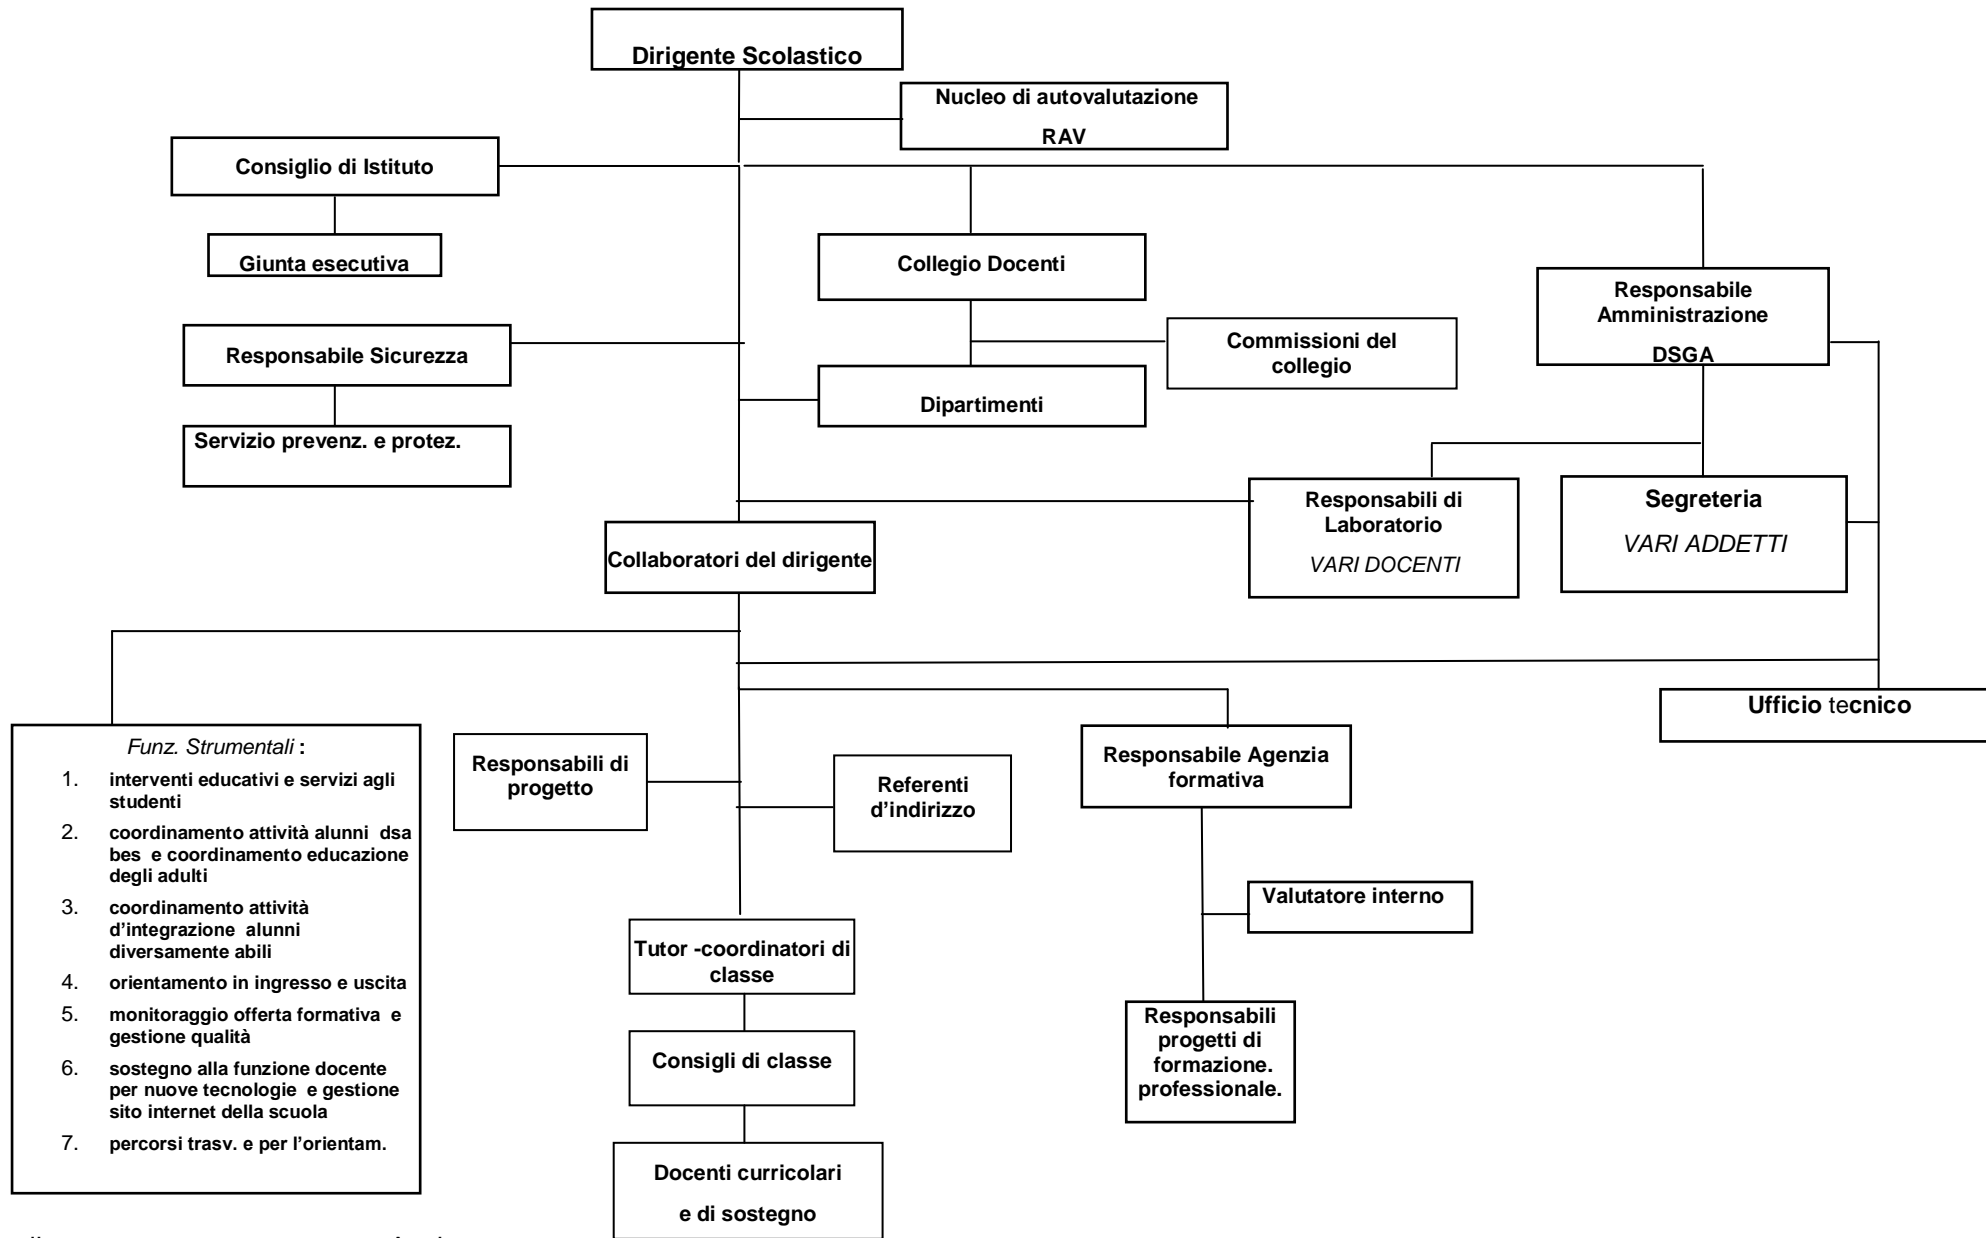 Dirigente Scolastico
Nucleo di autovalutazione
RAV
Consiglio di Istituto
Giunta esecutiva
Collegio Docenti
Responsabile
Amministrazione
DSGA
Responsabile Sicurezza
Commissioni del
collegio
Dipartimenti
Servizio prevenz. e protez.
Responsabili di
Laboratorio
VARI DOCENTI
Segreteria
VARI ADDETTI
Collaboratori del dirigente
Ufficio tecnico
Funz. Strumentali :
1. interventi educativi e servizi agli
studenti
2. coordinamento attività alunni dsa
bes e coordinamento educazione
degli adulti
3. coordinamento attività
d'integrazione alunni
diversamente abili
4. orientamento in ingresso e uscita
5. monitoraggio offerta formativa e
gestione qualità
6. sostegno alla funzione docente
per nuove tecnologie e gestione
sito internet della scuola
7. percorsi trasv. e per l'orientam.
Responsabili di
progetto
Referenti
d'indirizzo
Responsabile Agenzia
formativa
Valutatore interno
Tutor -coordinatori di
classe
Responsabili
progetti di
formazione.
professionale.
Consigli di classe
Docenti curricolari
e di sostegno